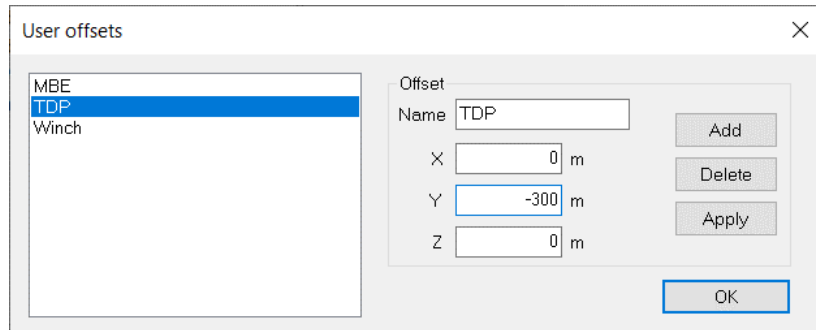 User offsets
MBE
TDP
Winch
Offset
Name TDP
X 0 m
Y -300 m
Z 0 m
Add
Delete
Apply
OK